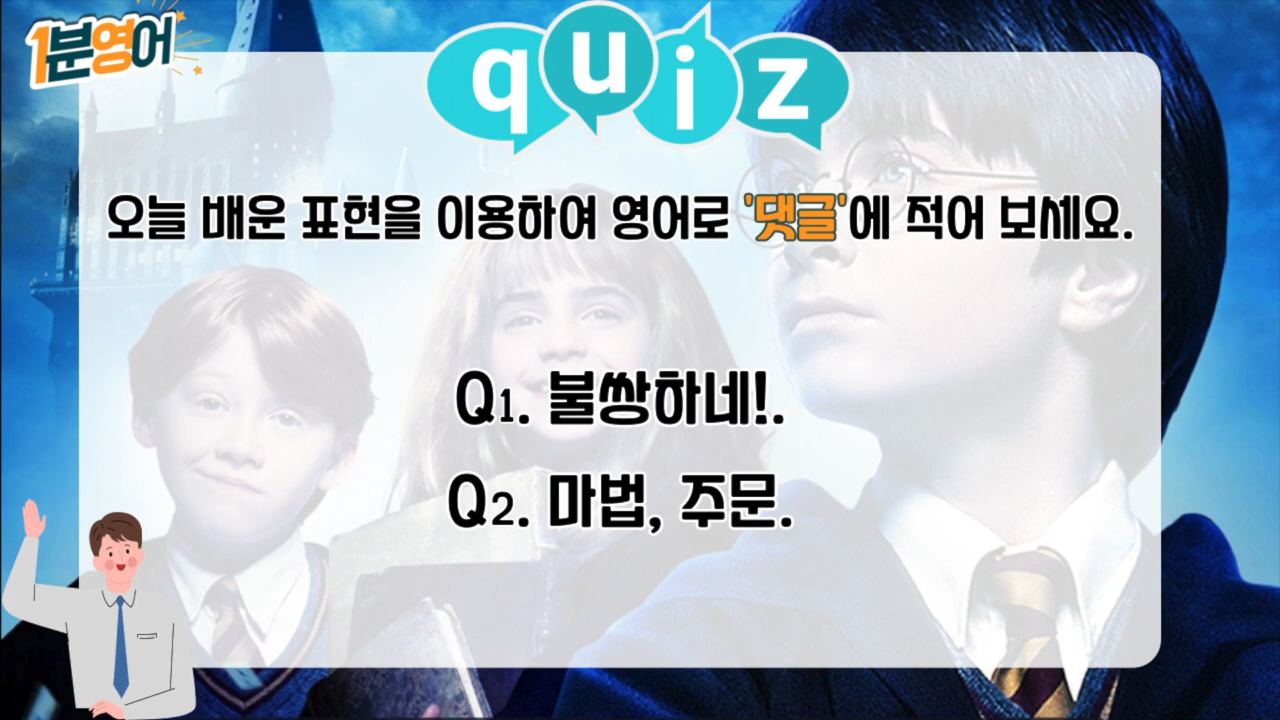 1분영어
quiz
오늘 배운 표현을 이용하여 영어로 '댓글'에 적어 보세요.
Q1. 불쌍하네!.
Q2. 마법, 주문.